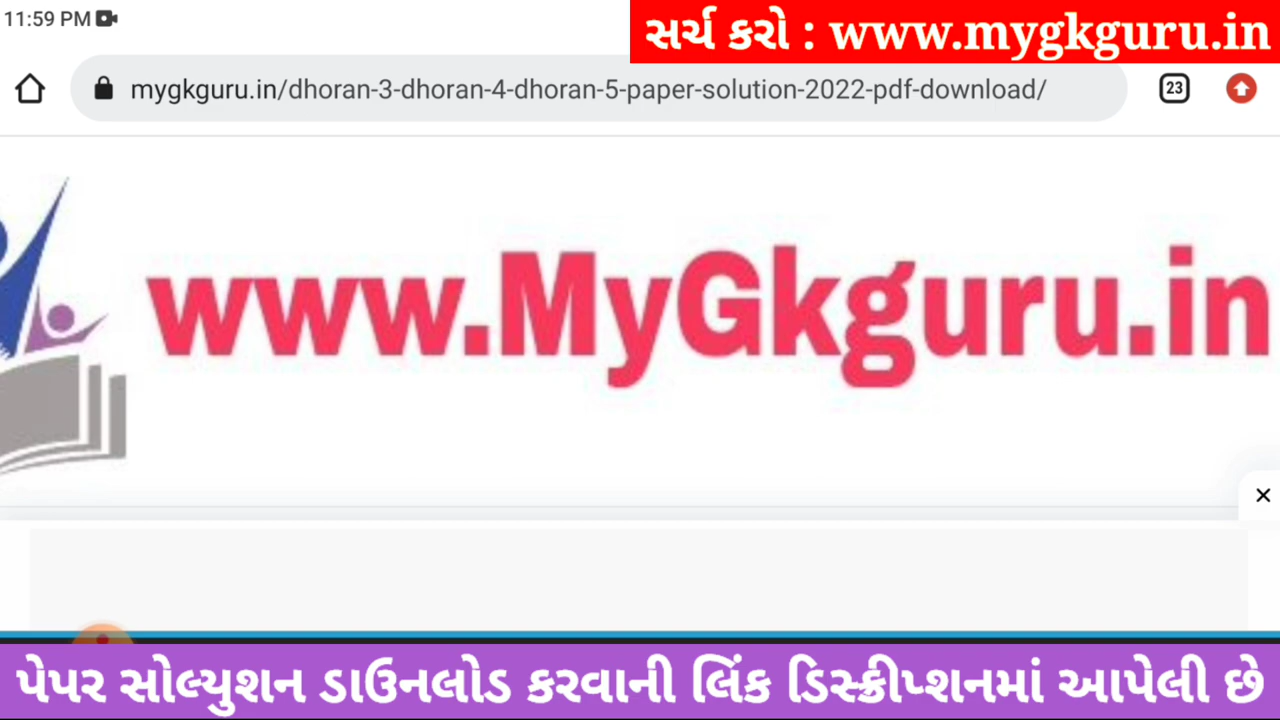 11:59 PM
સર્ચ કરો : www.mygkguru.in
mygkguru.in/dhoran-3-dhoran-4-dhoran-5-paper-solution-2022-pdf-download/
23
www.MyGkguru.in
પેપર સોલ્યુશન ડાઉનલોડ કરવાની લિંક ડિસ્ક્રીપ્શનમાં આપેલી છે